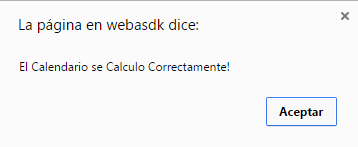 La página en webasdk dice:
El Calendario se Calculo Correctamente!
Aceptar